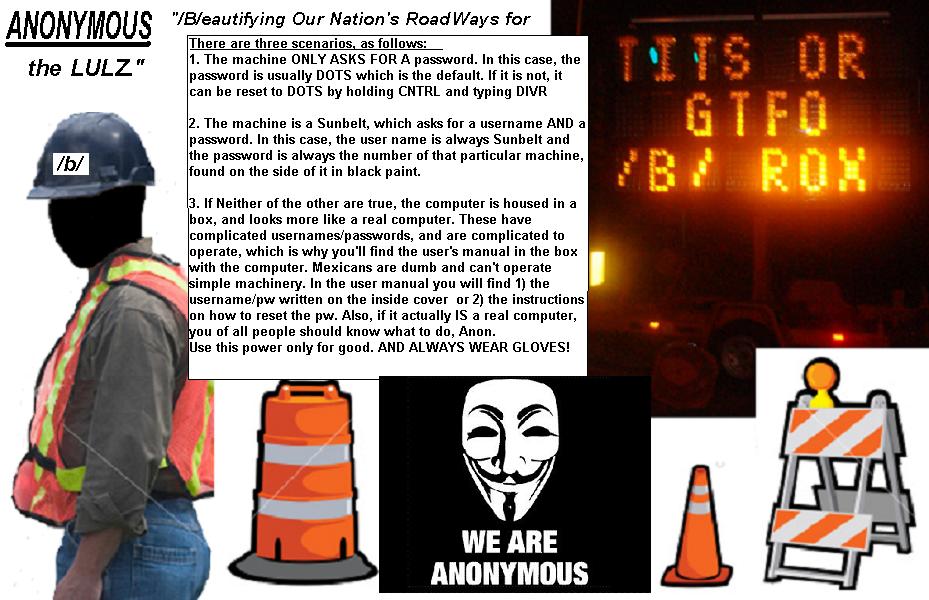 ANONYMOUS
the LULZ."
"/B/eautifying Our Nation's RoadWays for
There are three scenarios, as follows:
1. The machine ONLY ASKS FOR A password. In this case, the
password is usually DOTS which is the default. If it is not, it
can be reset to DOTS by holding CNTRL and typing DIVR
2. The machine is a Sunbelt, which asks for a username AND a
password. In this case, the user name is always Sunbelt and
the password is always the number of that particular machine,
found on the side of it in black paint.
3. If Neither of the other are true, the computer is housed in a
box, and looks more like a real computer. These have
complicated usernames/passwords, and are complicated to
operate, which is why you'll find the user's manual in the box
with the computer. Mexicans are dumb and can't operate
simple machinery. In the user manual you will find 1) the
username/pw written on the inside cover or 2) the instructions
on how to reset the pw. Also, if it actually IS a real computer,
you of all people should know what to do, Anon.
Use this power only for good. AND ALWAYS WEAR GLOVES!
TITS OR
GTFO
/B/ ROX
/b/
WE ARE
ANONYMOUS